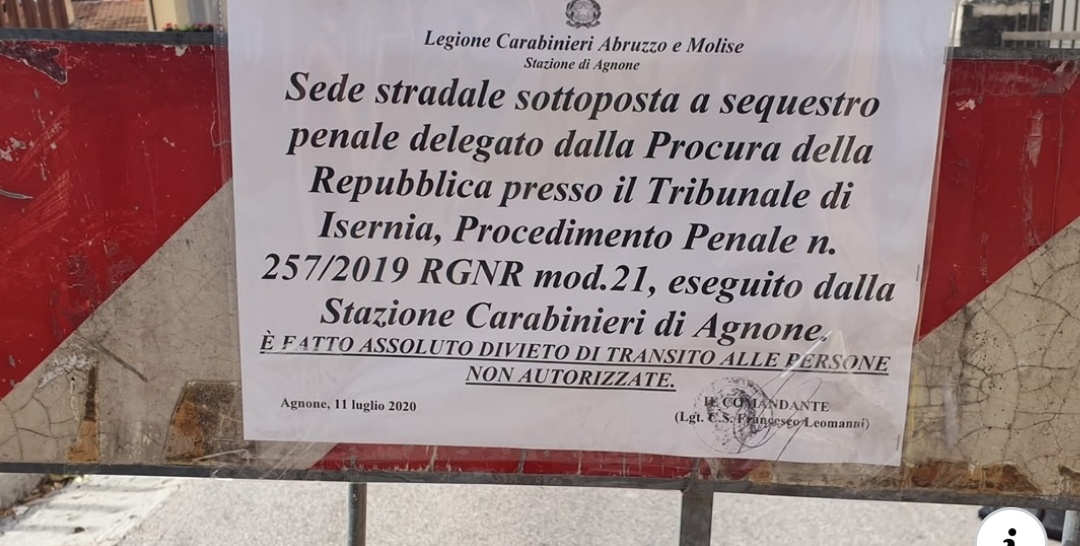 Legione Carabinieri Abruzzo e Molise
Stazione di Agnone
Sede stradale sottoposta a sequestro
penale delegato dalla Procura della
Repubblica presso il Tribunale di
Isernia, Procedimento Penale n.
257/2019 RGNR mod.21, eseguito dalla
Stazione Carabinieri di Agnone.
È FATTO ASSOLUTO DIVIETO DI TRANSITO ALLE PERSONE
NON AUTORIZZATE.
Agnone, 11 luglio 2020
IL COMANDANTE
(Lgt. C.S. Francesco Leomanni)
i